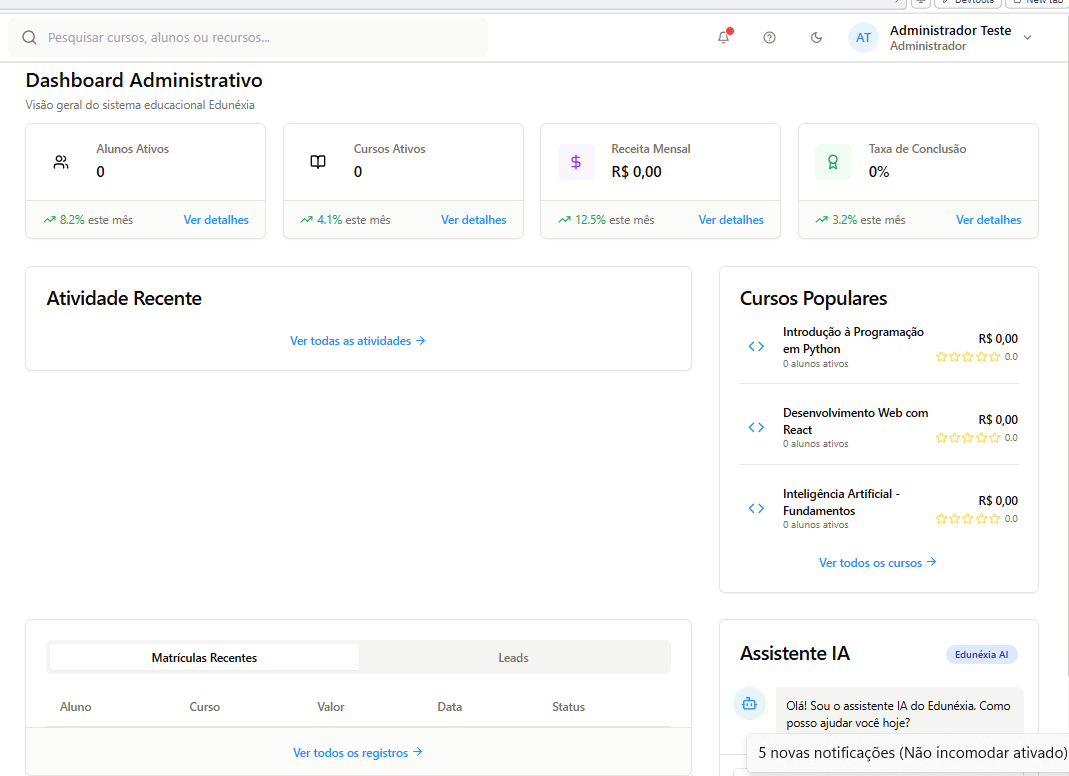 Devtools
New tab
Pesquisar cursos, alunos ou recursos...
AT
Administrador Teste
Administrador
Dashboard Administrativo
Visão geral do sistema educacional Edunéxia
Alunos Ativos
0
8.2% este mês
Ver detalhes
Cursos Ativos
0
4.1% este mês
Ver detalhes
Receita Mensal
R$ 0,00
12.5% este mês
Ver detalhes
Taxa de Conclusão
0%
3.2% este mês
Ver detalhes
Atividade Recente
Ver todas as atividades →
Cursos Populares
Introdução à Programação
em Python
0 alunos ativos
R$ 0,00
0.0
Desenvolvimento Web com
React
0 alunos ativos
R$ 0,00
0.0
Inteligência Artificial -
Fundamentos
0 alunos ativos
R$ 0,00
0.0
Ver todos os cursos →
Matrículas Recentes
Leads
Aluno Curso Valor Data Status
Ver todos os registros →
Assistente IA
Edunéxia AI
Olá! Sou o assistente IA do Edunéxia. Como
posso ajudar você hoje?
5 novas notificações (Não incomodar ativado)